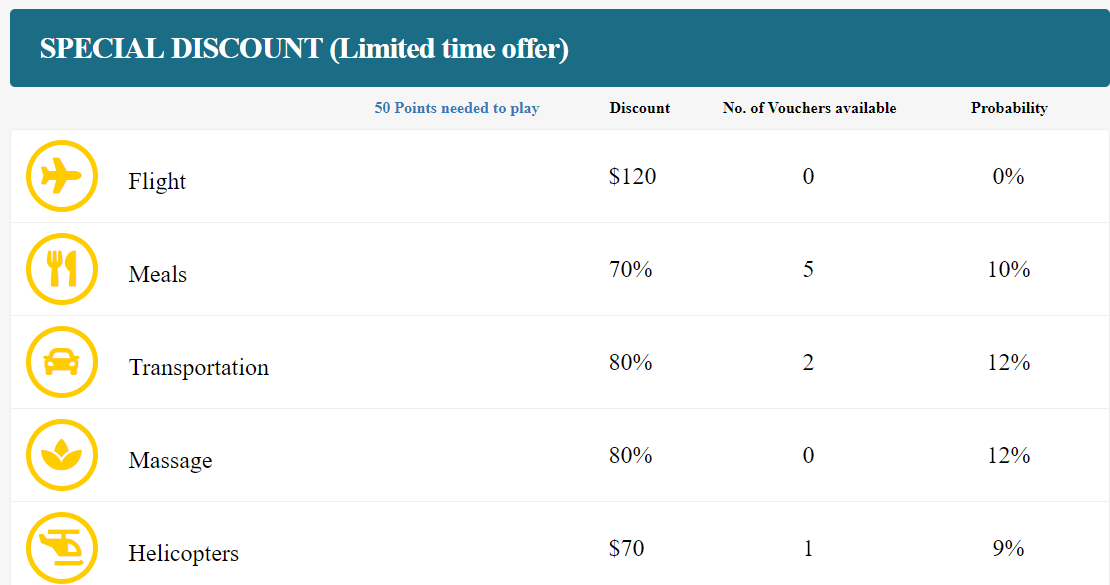 SPECIAL DISCOUNT (Limited time offer)
50 Points needed to play Discount No. of Vouchers available Probability
Flight $120 0 0%
Meals 70% 5 10%
Transportation 80% 2 12%
Massage 80% 0 12%
Helicopters $70 1 9%